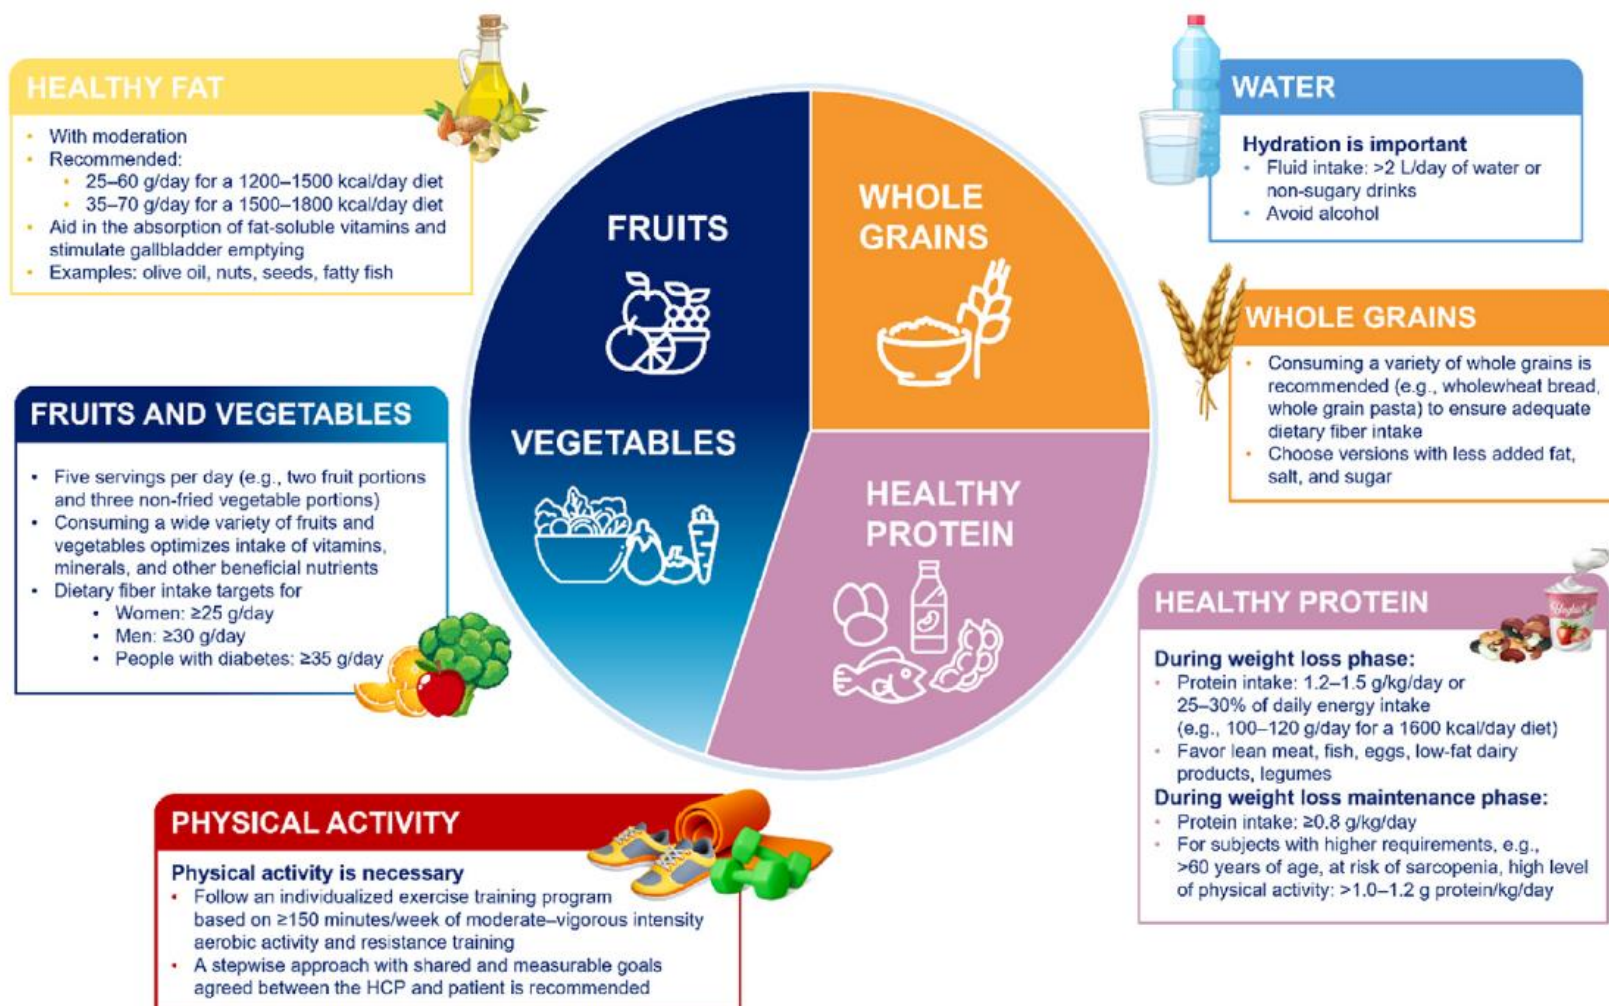 HEALTHY FAT
• With moderation
• Recommended:
• 25–60 g/day for a 1200–1500 kcal/day diet
• 35–70 g/day for a 1500–1800 kcal/day diet
• Aid in the absorption of fat-soluble vitamins and
stimulate gallbladder emptying
• Examples: olive oil, nuts, seeds, fatty fish
FRUITS AND VEGETABLES
• Five servings per day (e.g., two fruit portions
and three non-fried vegetable portions)
• Consuming a wide variety of fruits and
vegetables optimizes intake of vitamins,
minerals, and other beneficial nutrients
• Dietary fiber intake targets for
• Women: ≥25 g/day
• Men: ≥30 g/day
• People with diabetes: ≥35 g/day
FRUITS
VEGETABLES
WHOLE
GRAINS
HEALTHY
PROTEIN
WATER
Hydration is important
• Fluid intake: >2 L/day of water or
non-sugary drinks
• Avoid alcohol
WHOLE GRAINS
• Consuming a variety of whole grains is
recommended (e.g., wholewheat bread,
whole grain pasta) to ensure adequate
dietary fiber intake
• Choose versions with less added fat,
salt, and sugar
HEALTHY PROTEIN
Yoghurt
During weight loss phase:
• Protein intake: 1.2–1.5 g/kg/day or
25–30% of daily energy intake
(e.g., 100–120 g/day for a 1600 kcal/day diet)
• Favor lean meat, fish, eggs, low-fat dairy
products, legumes
During weight loss maintenance phase:
• Protein intake: ≥0.8 g/kg/day
• For subjects with higher requirements, e.g.,
>60 years of age, at risk of sarcopenia, high level
of physical activity: >1.0–1.2 g protein/kg/day
PHYSICAL ACTIVITY
Physical activity is necessary
• Follow an individualized exercise training program
based on ≥150 minutes/week of moderate–vigorous intensity
aerobic activity and resistance training
• A stepwise approach with shared and measurable goals
agreed between the HCP and patient is recommended